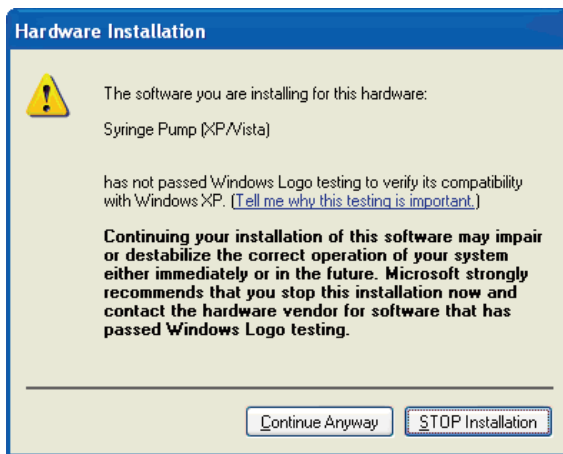 Hardware Installation
The software you are installing for this hardware:
Syringe Pump (XP/Vista)
has not passed Windows Logo testing to verify its compatibility
with Windows XP. (Tell me why this testing is important.)
Continuing your installation of this software may impair
or destabilize the correct operation of your system
either immediately or in the future. Microsoft strongly
recommends that you stop this installation now and
contact the hardware vendor for software that has
passed Windows Logo testing.
Continue Anyway STOP Installation